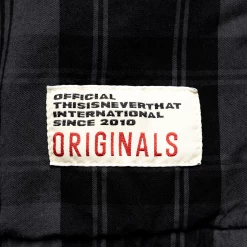 OFFICIAL
THISISNEVERTHAT
INTERNATIONAL
SINCE 2010
ORIGINALS